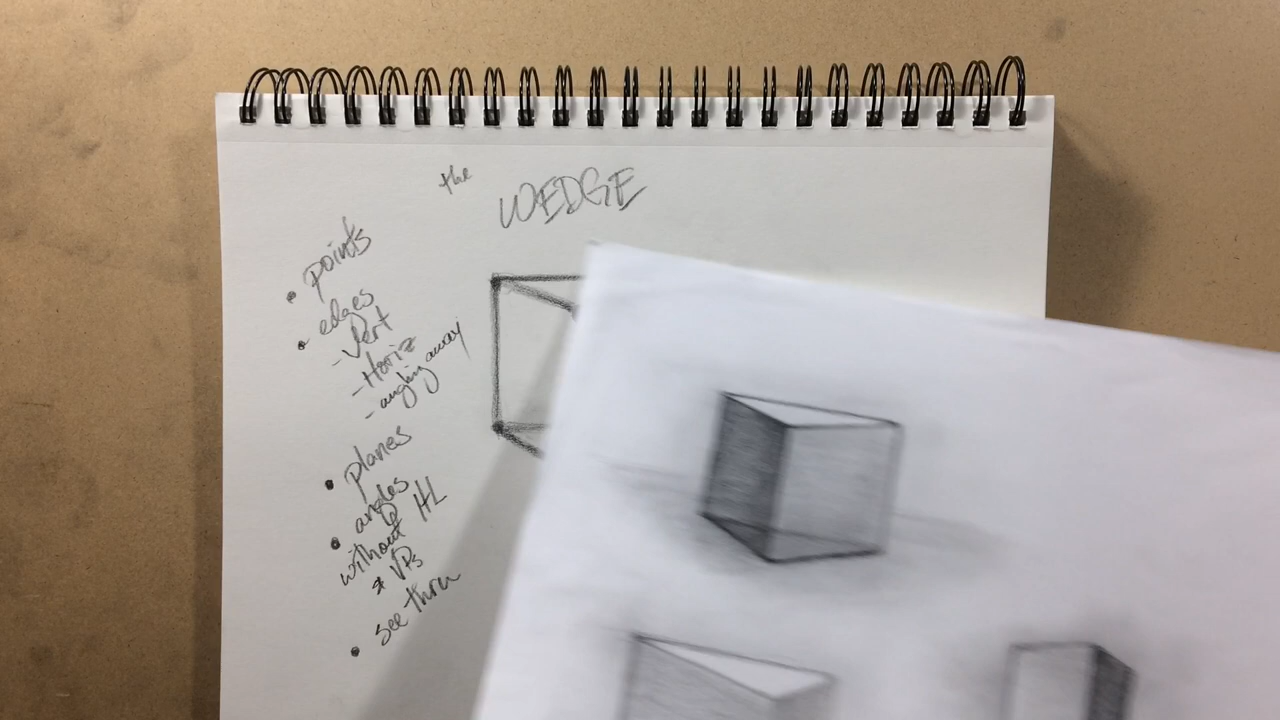 the
WEDGE
• points
• edges
- Vert
- Horiz
- angling away
• planes
• angles
without HL
& VPs
• see thru